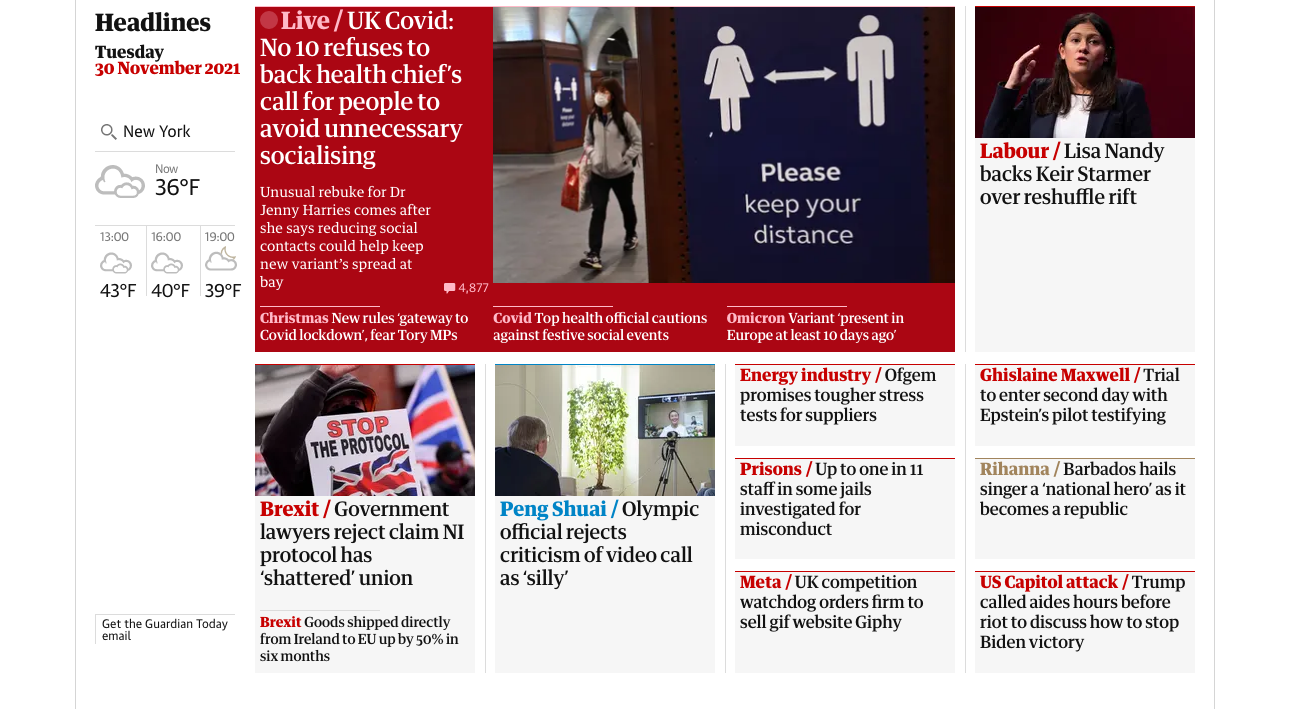 Headlines
Tuesday
30 November 2021
New York
Now
36°F
13:00
16:00
19:00
43°F
40°F
39°F
Get the Guardian Today
email
Live / UK Covid:
No 10 refuses to
back health chief’s
call for people to
avoid unnecessary
socialising
Unusual rebuke for Dr
Jenny Harries comes after
she says reducing social
contacts could help keep
new variant’s spread at
bay
4,877
Please
keep your
distance
Christmas New rules ‘gateway to
Covid lockdown’, fear Tory MPs
Covid Top health official cautions
against festive social events
Omicron Variant ‘present in
Europe at least 10 days ago’
Labour / Lisa Nandy
backs Keir Starmer
over reshuffle rift
STOP
THE PROTOCOL
Brexit / Government
lawyers reject claim NI
protocol has
‘shattered’ union
Brexit Goods shipped directly
from Ireland to EU up by 50% in
six months
Peng Shuai / Olympic
official rejects
criticism of video call
as ‘silly’
Energy industry / Ofgem
promises tougher stress
tests for suppliers
Prisons / Up to one in 11
staff in some jails
investigated for
misconduct
Meta / UK competition
watchdog orders firm to
sell gif website Giphy
Ghislaine Maxwell / Trial
to enter second day with
Epstein’s pilot testifying
Rihanna / Barbados hails
singer a ‘national hero’ as it
becomes a republic
US Capitol attack / Trump
called aides hours before
riot to discuss how to stop
Biden victory